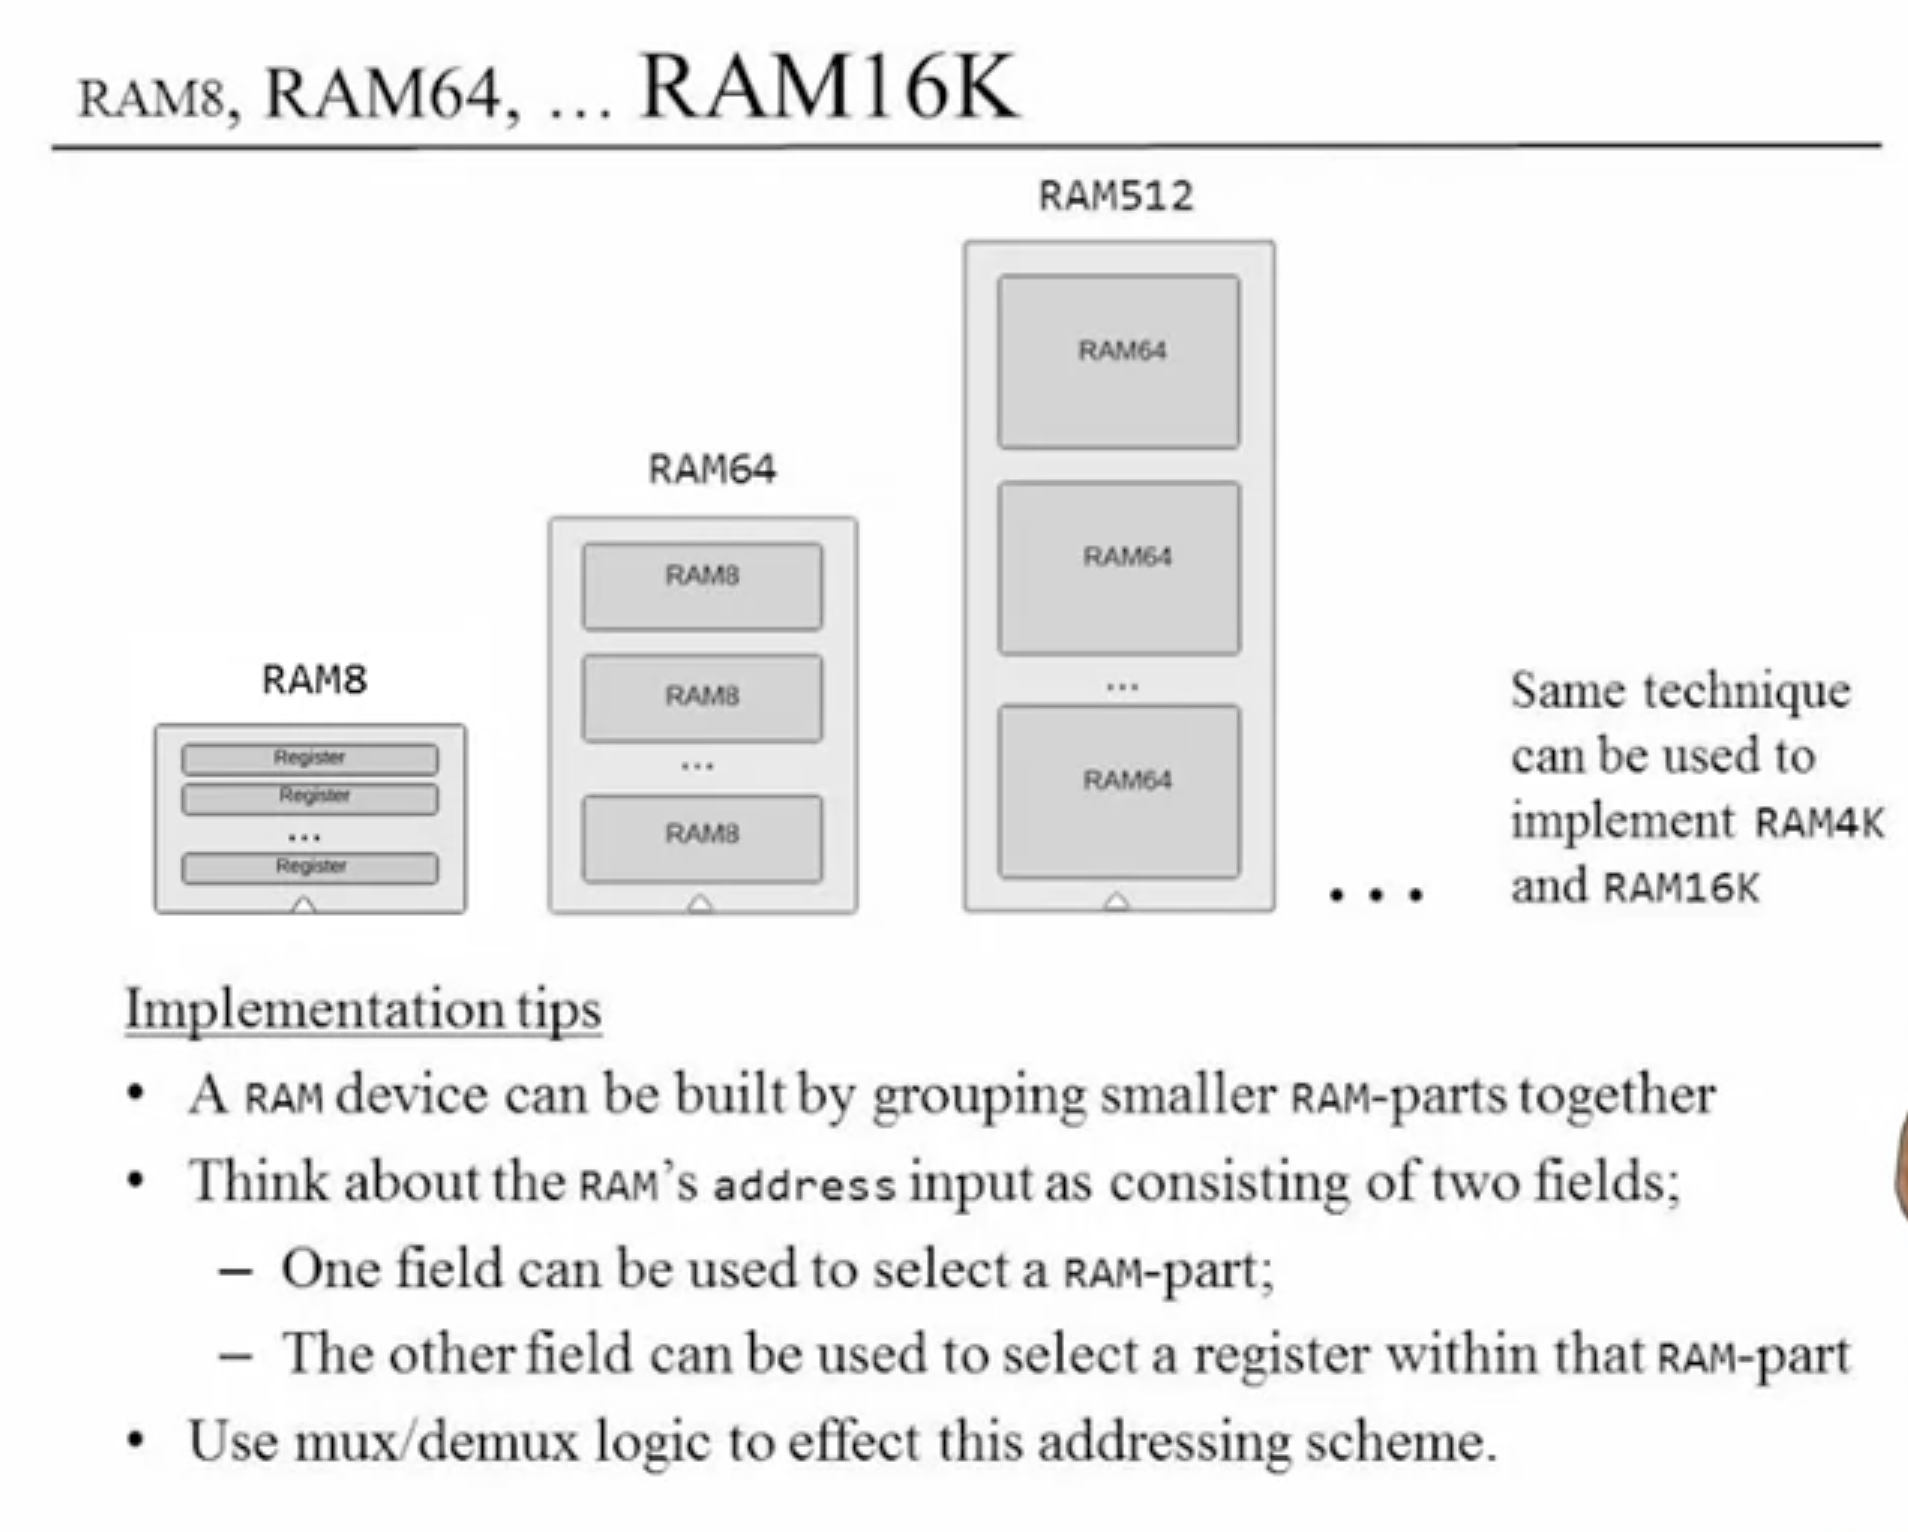 RAM8, RAM64, ... RAM16K
RAM512
RAM64
RAM64
...
RAM64
RAM64
RAM8
RAM8
...
RAM8
RAM8
Register
Register
...
Register
...
Same technique
can be used to
implement RAM4K
and RAM16K
Implementation tips
• A RAM device can be built by grouping smaller RAM-parts together
• Think about the RAM's address input as consisting of two fields;
– One field can be used to select a RAM-part;
– The other field can be used to select a register within that RAM-part
• Use mux/demux logic to effect this addressing scheme.